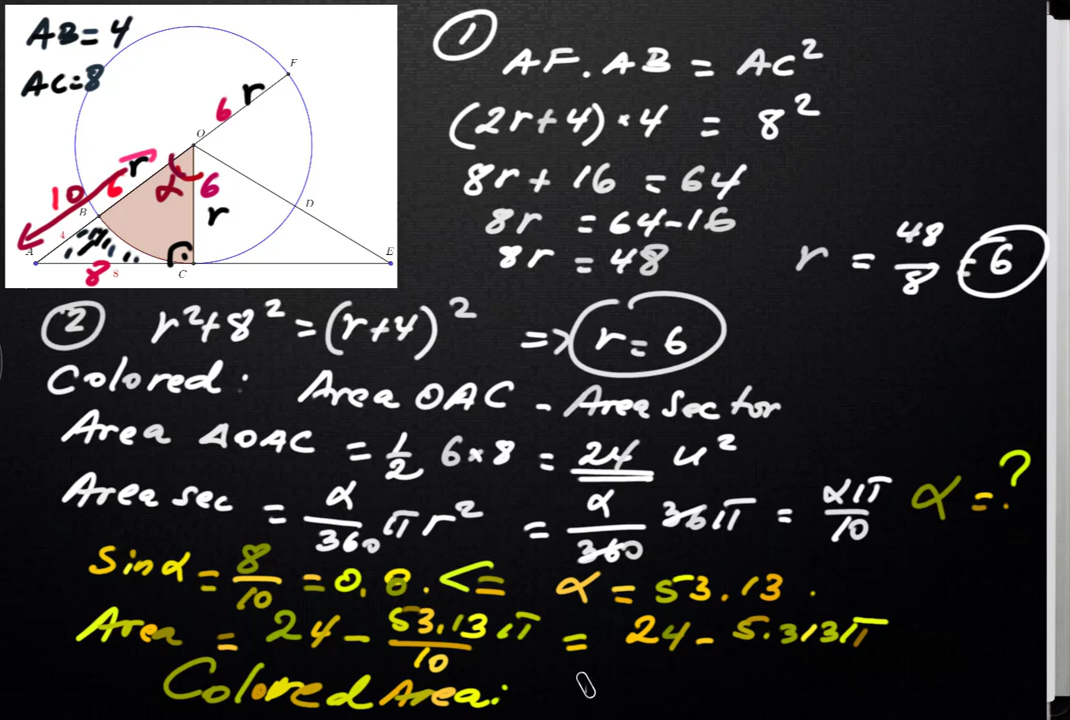 AB = 4
AC = 8
F
r
6
O
r
6
α
6
r
10
B
D
4
A
8
8
C
E
①
AF . AB = AC²
(2r+4) * 4 = 8²
8r + 16 = 64
8r = 64-16
8r = 48
r = 48/8 = 6
② r²+8² = (r+4)² => r = 6
Colored: Area OAC - Area Sector
Area ΔOAC = 1/2 6×8 = 24 u²
Area sec = α/360 π r² = α/360 36π = απ/10 α = ?
Sin α = 8/10 = 0.8. <= α = 53.13 .
Area = 24 - 53.13 π/10 = 24 - 5.313π
Colored Area: